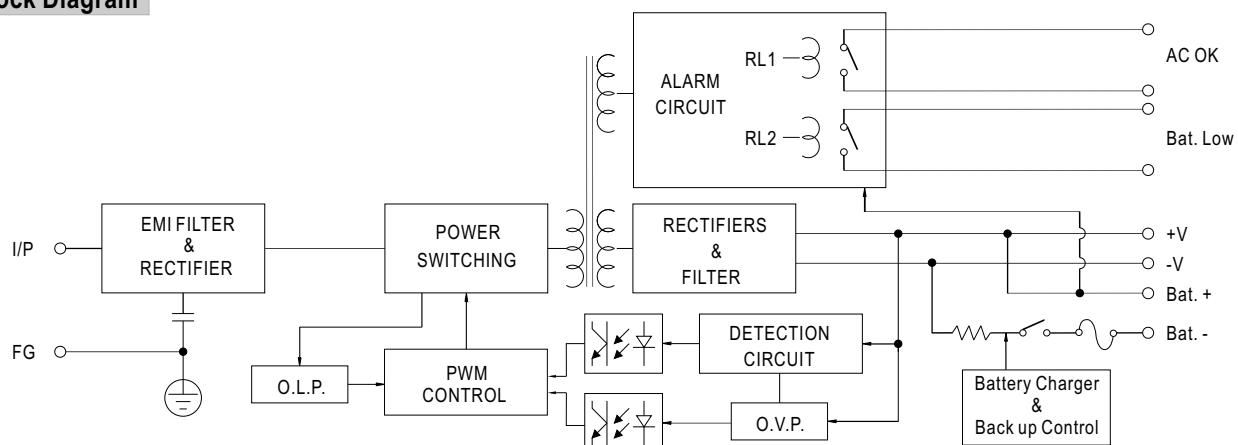 ock Diagram
RL1
RL2
ALARM
CIRCUIT
AC OK
Bat. Low
I/P
EMI FILTER
&
RECTIFIER
POWER
SWITCHING
RECTIFIERS
&
FILTER
+V
-V
Bat. +
Bat. -
FG
O.L.P.
PWM
CONTROL
DETECTION
CIRCUIT
O.V.P.
Battery Charger
&
Back up Control